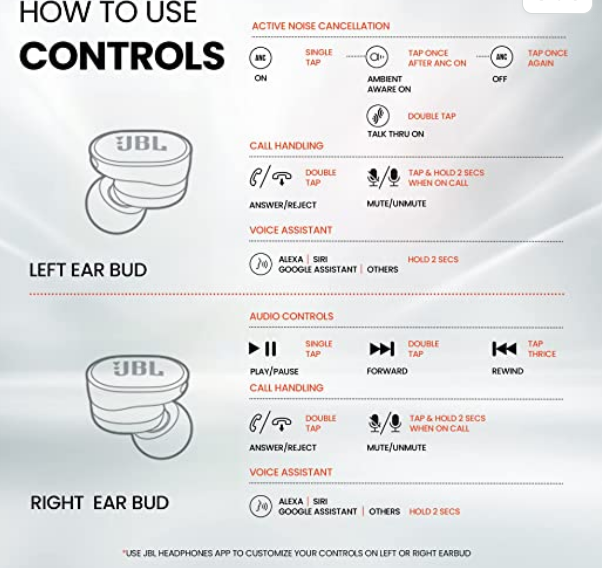 HOW TO USE
CONTROLS
ACTIVE NOISE CANCELLATION
ANC
SINGLE
TAP
TAP ONCE
AFTER ANC ON
ANC
TAP ONCE
AGAIN
ON
AMBIENT
AWARE ON
OFF
DOUBLE TAP
TALK THRU ON
JBL
LEFT EAR BUD
CALL HANDLING
DOUBLE
TAP
TAP & HOLD 2 SECS
WHEN ON CALL
ANSWER/REJECT
MUTE/UNMUTE
VOICE ASSISTANT
ALEXA | SIRI
GOOGLE ASSISTANT | OTHERS
HOLD 2 SECS
AUDIO CONTROLS
SINGLE
TAP
DOUBLE
TAP
TAP
THRICE
PLAY/PAUSE
FORWARD
REWIND
JBL
RIGHT EAR BUD
CALL HANDLING
DOUBLE
TAP
TAP & HOLD 2 SECS
WHEN ON CALL
ANSWER/REJECT
MUTE/UNMUTE
VOICE ASSISTANT
ALEXA | SIRI
GOOGLE ASSISTANT | OTHERS HOLD 2 SECS
*USE JBL HEADPHONES APP TO CUSTOMIZE YOUR CONTROLS ON LEFT OR RIGHT EARBUD